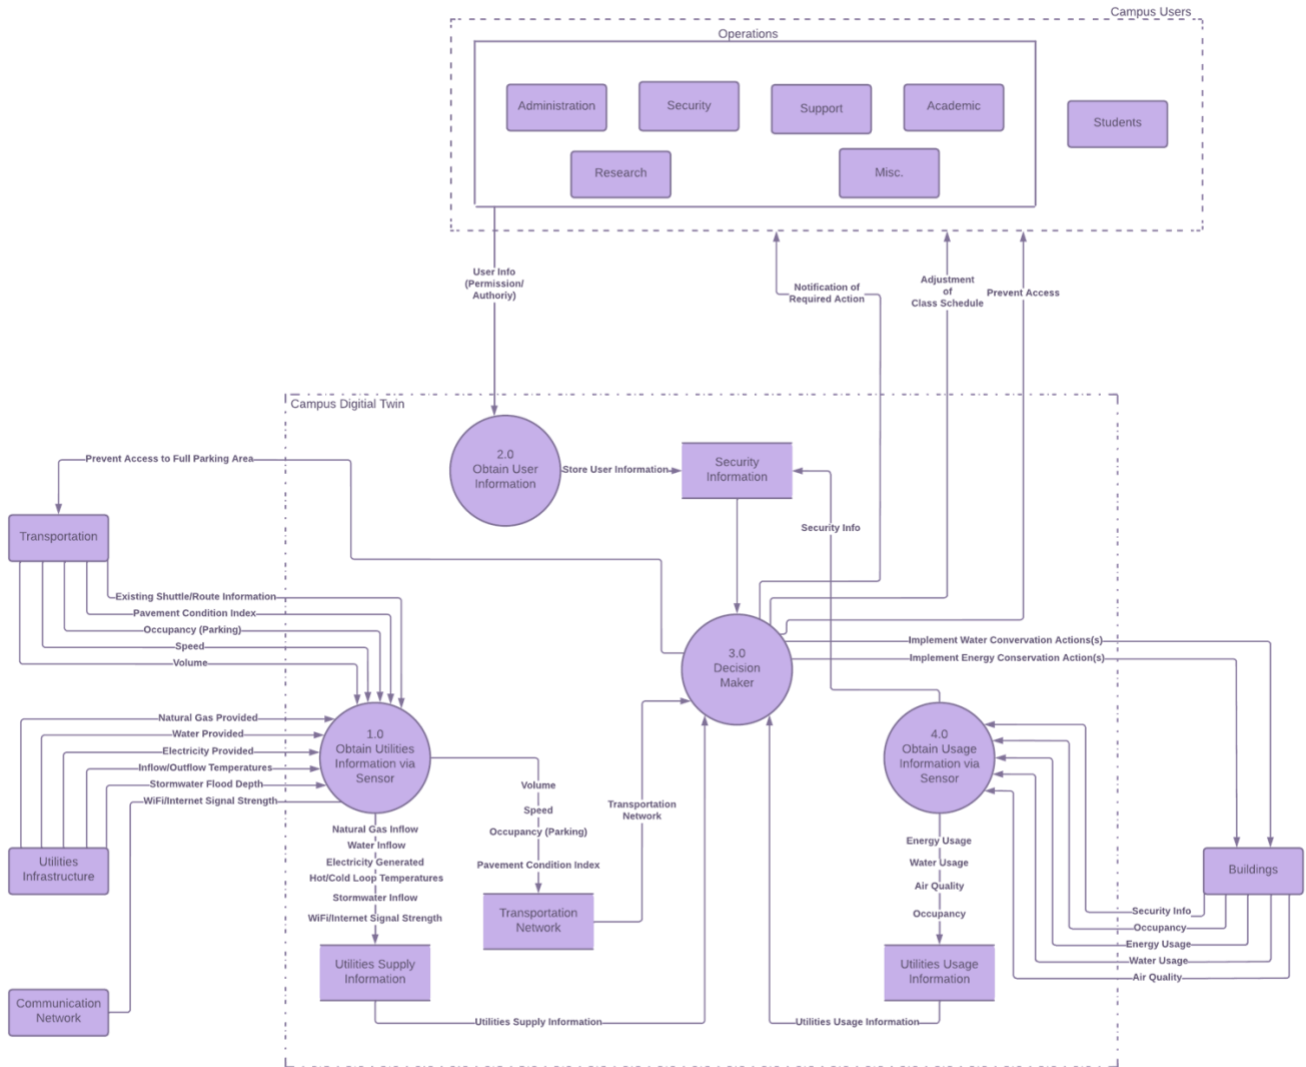 Campus Users
Operations
Administration
Security
Support
Academic
Students
Research
Misc.
User Info
(Permission/
Authoriy)
Notification of
Required Action
Adjustment
of
Class Schedule
Prevent Access
Campus Digitial Twin
2.0
Obtain User
Information
Store User Information
Security
Information
Prevent Access to Full Parking Area
Security Info
Transportation
Existing Shuttle/Route Information
Pavement Condition Index
Occupancy (Parking)
Speed
Volume
3.0
Decision
Maker
Implement Water Convervation Actions(s)
Implement Energy Conservation Action(s)
Natural Gas Provided
Water Provided
Electricity Provided
Inflow/Outflow Temperatures
Stormwater Flood Depth
WiFi/Internet Signal Strength
1.0
Obtain Utilities
Information via
Sensor
4.0
Obtain Usage
Information via
Sensor
Volume
Speed
Occupancy (Parking)
Pavement Condition Index
Transportation
Network
Natural Gas Inflow
Water Inflow
Electricity Generated
Hot/Cold Loop Temperatures
Stormwater Inflow
WiFi/Internet Signal Strength
Energy Usage
Water Usage
Air Quality
Occupancy
Utilities
Infrastructure
Buildings
Transportation
Network
Security Info
Occupancy
Energy Usage
Water Usage
Air Quality
Utilities Supply
Information
Utilities Usage
Information
Communication
Network
Utilities Supply Information
Utilities Usage Information